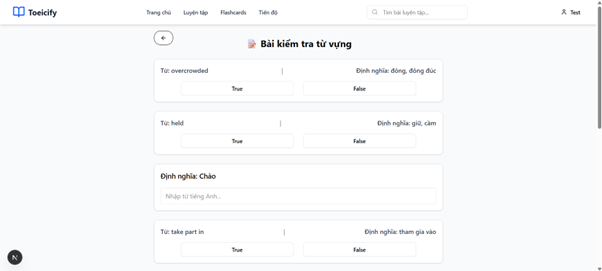 Toeicify
Trang chủ Luyện tập Flashcards Tiến độ
Tìm bài luyện tập...
Test
Bài kiểm tra từ vựng
Từ: overcrowded | Định nghĩa: đông, đông đúc
True False
Từ: held | Định nghĩa: giữ, cầm
True False
Định nghĩa: Chào
Nhập từ tiếng Anh...
Từ: take part in | Định nghĩa: tham gia vào
True False
N